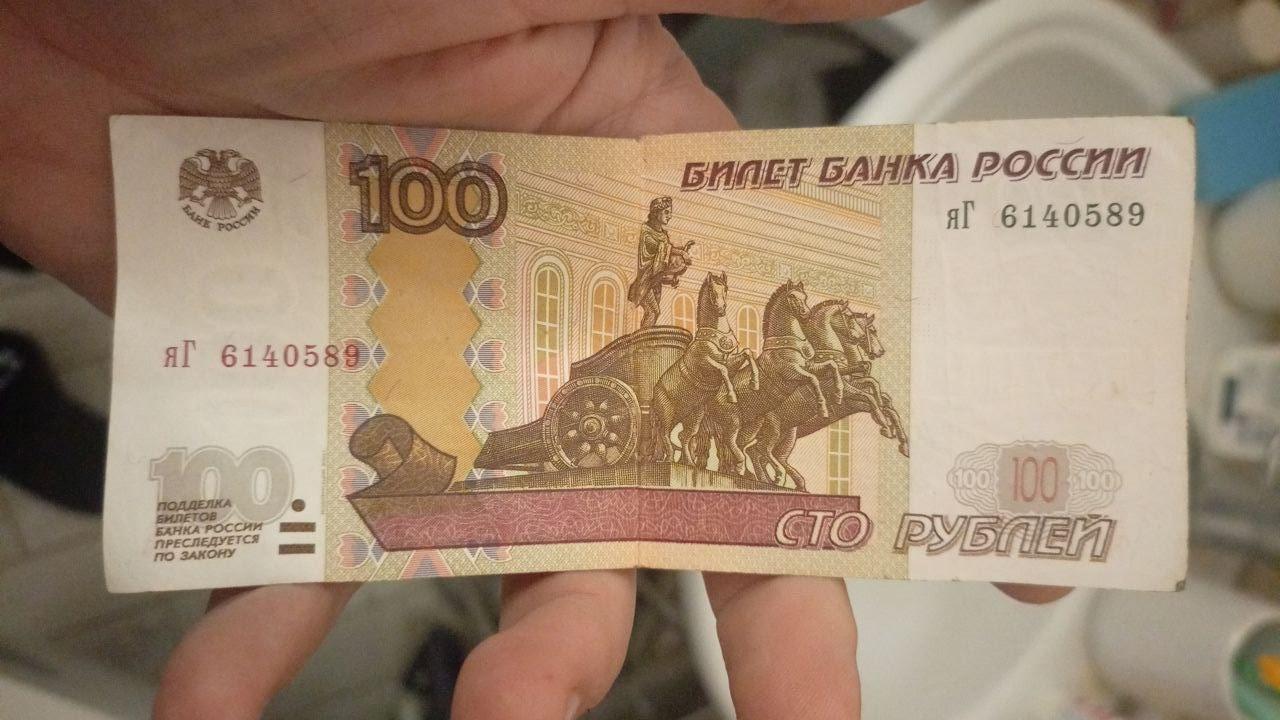 БАНК РОССИИ
100
БИЛЕТ БАНКА РОССИИ
яГ 6140589
яГ 6140589
100
ПОДДЕЛКА
БИЛЕТОВ
БАНКА РОССИИ
ПРЕСЛЕДУЕТСЯ
ПО ЗАКОНУ
100 100 100
СТО РУБЛЕЙ